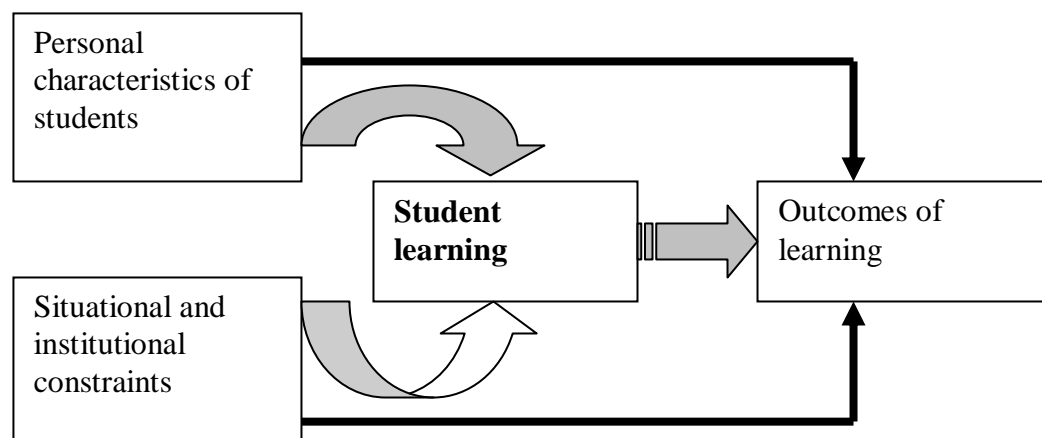 Personal
characteristics of
students
Student
learning
Outcomes of
learning
Situational and
institutional
constraints